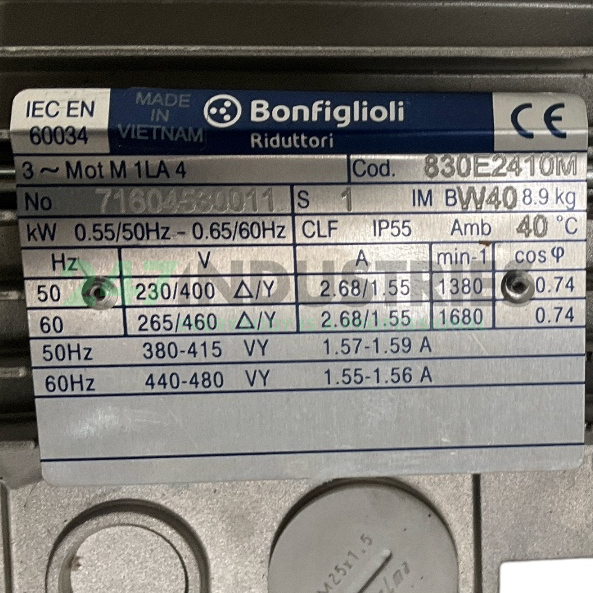 IEC EN 60034
MADE IN VIETNAM
Bonfiglioli
Riduttori
CE
3 ~ Mot M 1LA 4 Cod. 830E2410M
No 71604530011 S 1 IM BW40 8.9 kg
kW 0.55/50Hz - 0.65/60Hz CLF IP55 Amb 40 °C
Hz V A min-1 cosφ
50 230/400 Δ/Y 2.68/1.55 1380 0.74
60 265/460 Δ/Y 2.68/1.55 1680 0.74
50Hz 380-415 VY 1.57-1.59 A
60Hz 440-480 VY 1.55-1.56 A
M25x1.5